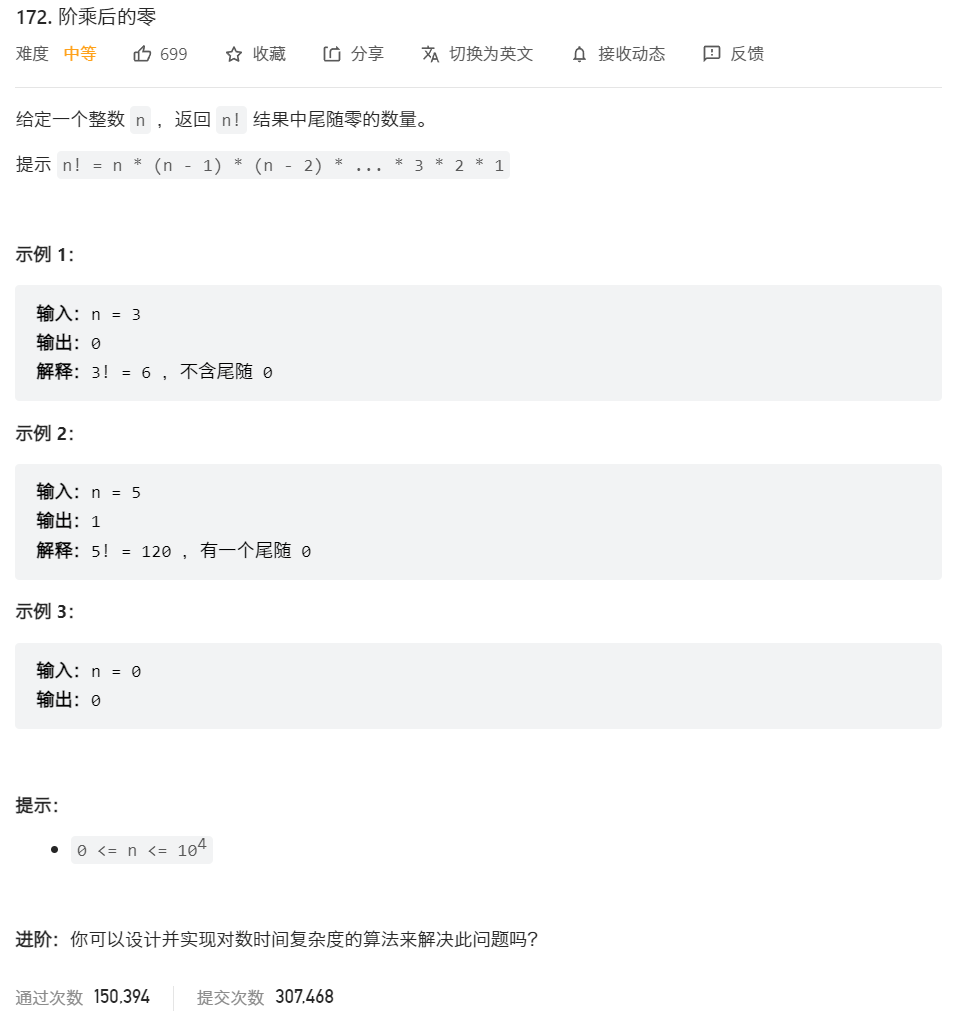 172. 阶乘后的零
难度 中等 699 收藏 分享 切换为英文 接收动态 反馈
给定一个整数 n ，返回 n! 结果中尾随零的数量。
提示 n! = n * (n - 1) * (n - 2) * ... * 3 * 2 * 1
示例 1：
输入：n = 3
输出：0
解释：3! = 6 ，不含尾随 0
示例 2：
输入：n = 5
输出：1
解释：5! = 120 ，有一个尾随 0
示例 3：
输入：n = 0
输出：0
提示：
• 0 <= n <= 10⁴
进阶：你可以设计并实现对数时间复杂度的算法来解决此问题吗？
通过次数 150,394 提交次数 307,468